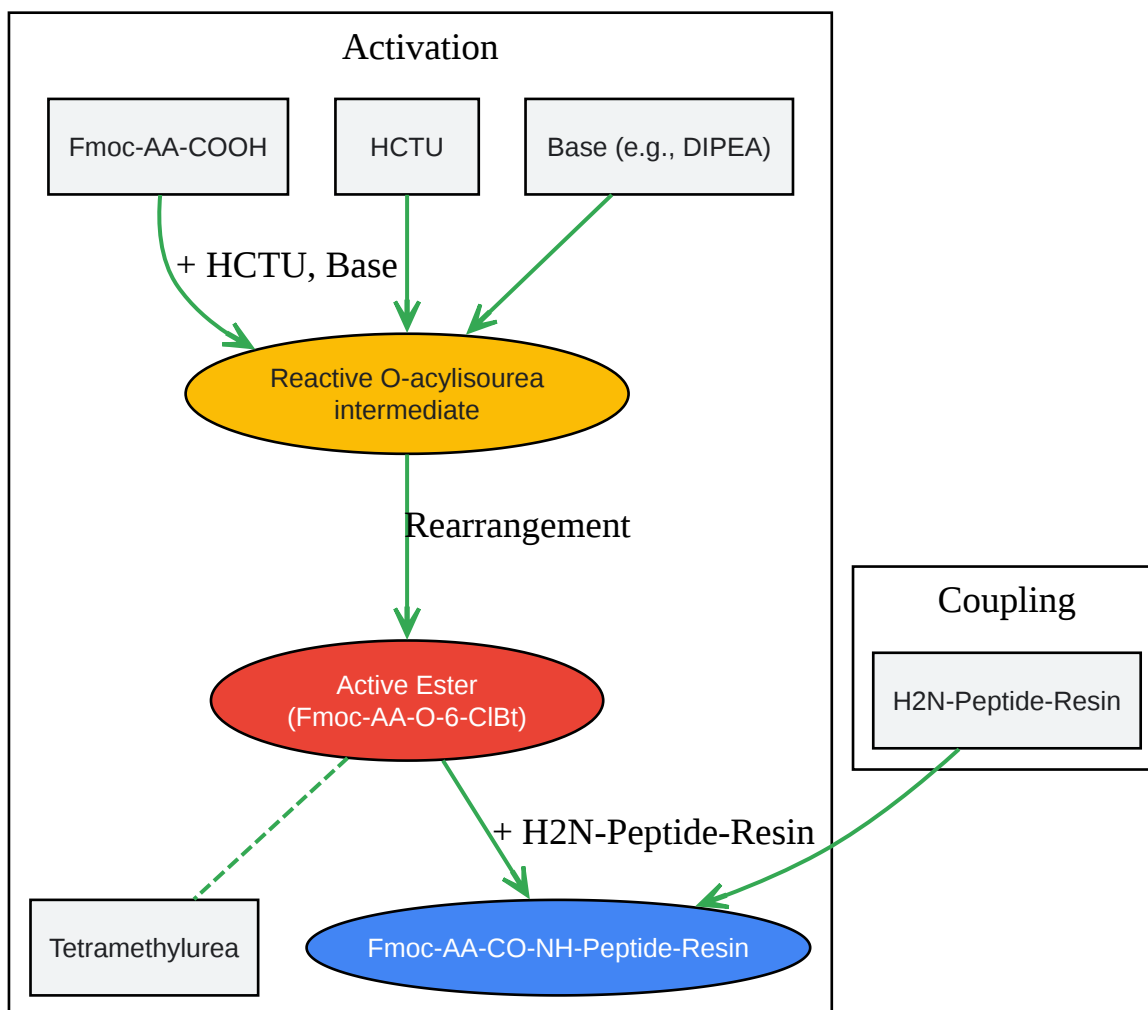 Activation
Fmoc-AA-COOH
HCTU
Base (e.g., DIPEA)
+ HCTU, Base
Reactive O-acylisourea
intermediate
Rearrangement
Coupling
Active Ester
(Fmoc-AA-O-6-ClBt)
H2N-Peptide-Resin
+ H2N-Peptide-Resin
Tetramethylurea
Fmoc-AA-CO-NH-Peptide-Resin